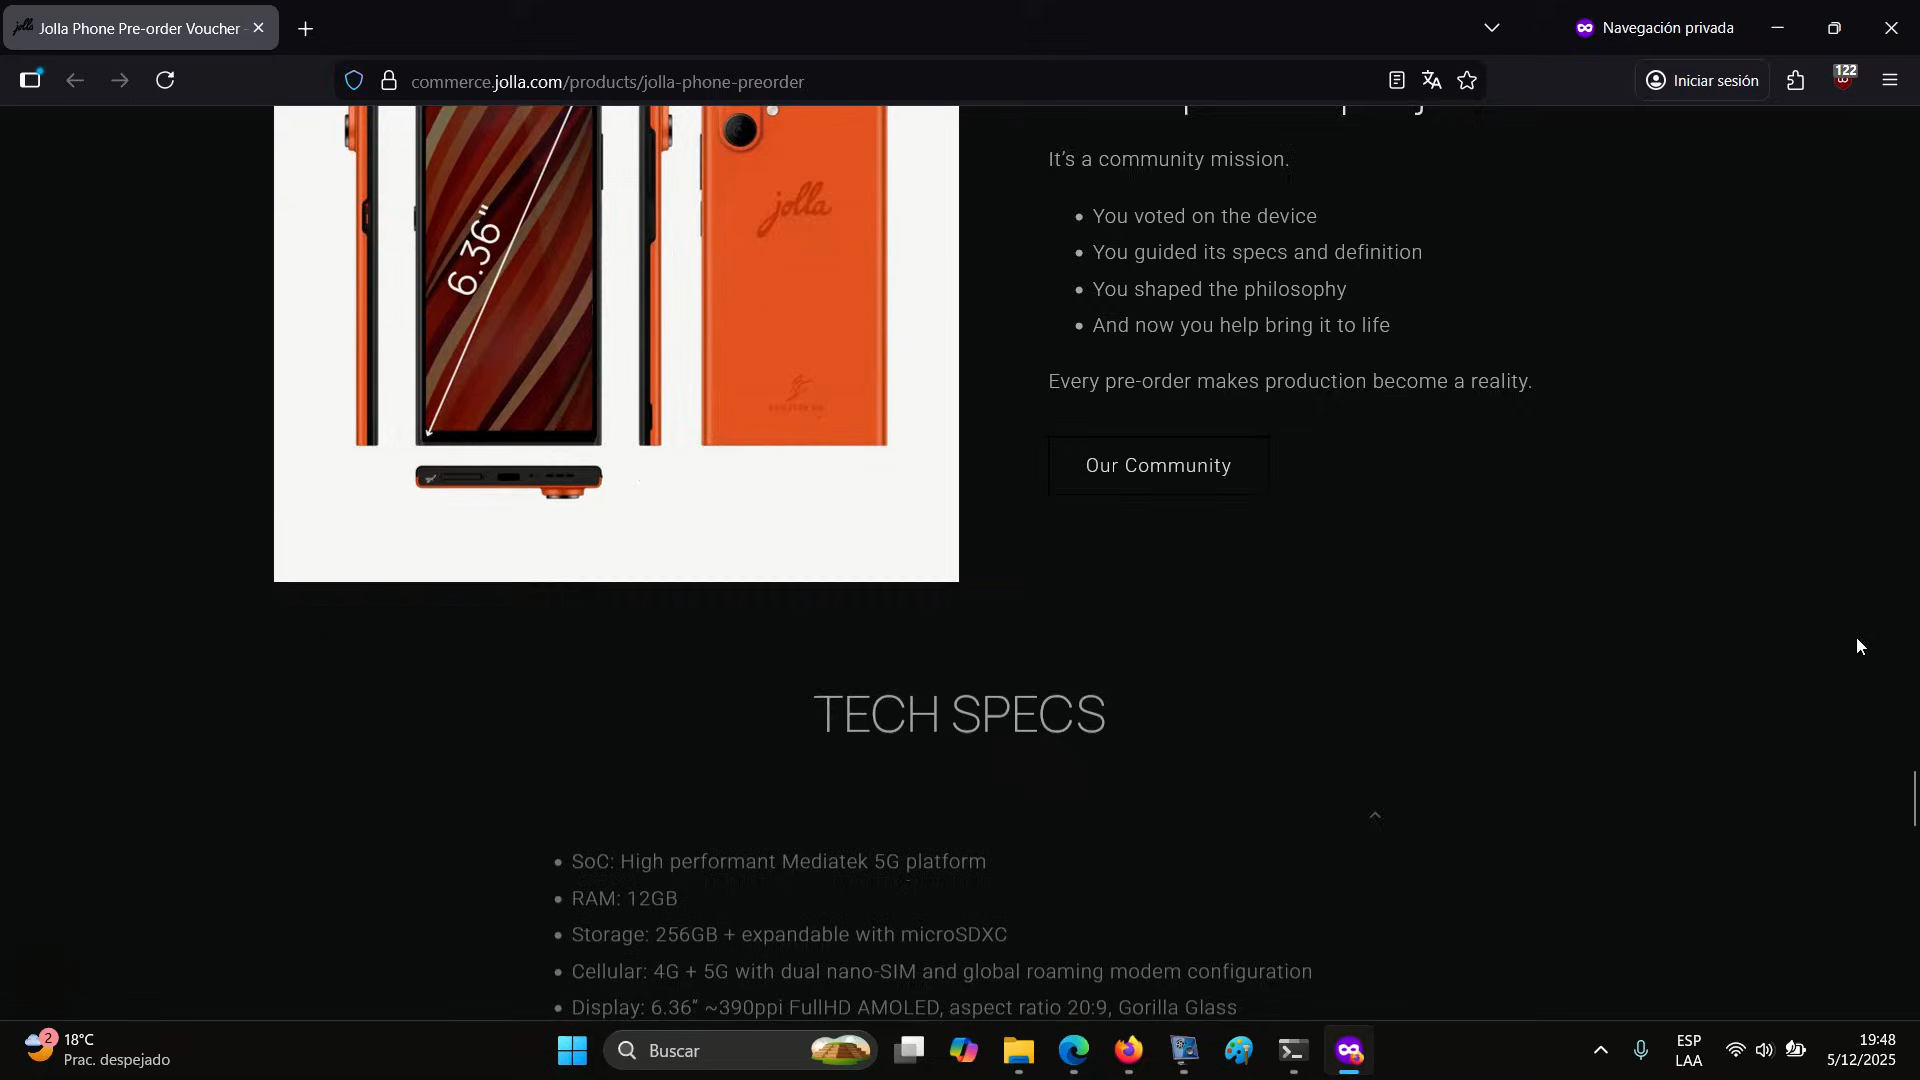 Jolla Phone Pre-order Voucher
Navegación privada
commerce.jolla.com/products/jolla-phone-preorder
Iniciar sesión
122
6.36"
jolla
It's a community mission.
You voted on the device
You guided its specs and definition
You shaped the philosophy
And now you help bring it to life
Every pre-order makes production become a reality.
Our Community
TECH SPECS
SoC: High performant Mediatek 5G platform
RAM: 12GB
Storage: 256GB + expandable with microSDXC
Cellular: 4G + 5G with dual nano-SIM and global roaming modem configuration
Display: 6.36” ~390ppi FullHD AMOLED, aspect ratio 20:9, Gorilla Glass
2
18°C
Prac. despejado
Buscar
ESP
LAA
19:48
5/12/2025